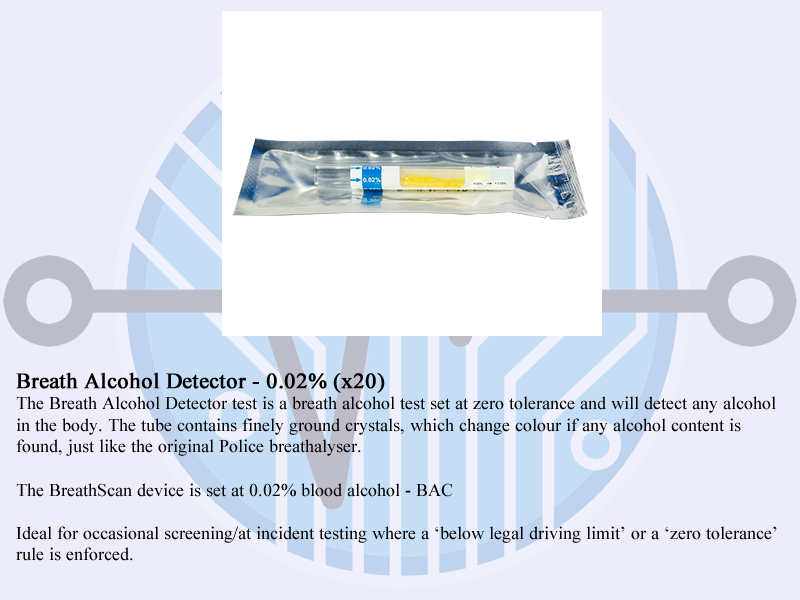 0.02%
0.02%
Breath Alcohol Detector - 0.02% (x20)
The Breath Alcohol Detector test is a breath alcohol test set at zero tolerance and will detect any alcohol
in the body. The tube contains finely ground crystals, which change colour if any alcohol content is
found, just like the original Police breathalyser.
The BreathScan device is set at 0.02% blood alcohol - BAC
Ideal for occasional screening/at incident testing where a ‘below legal driving limit’ or a ‘zero tolerance’
rule is enforced.